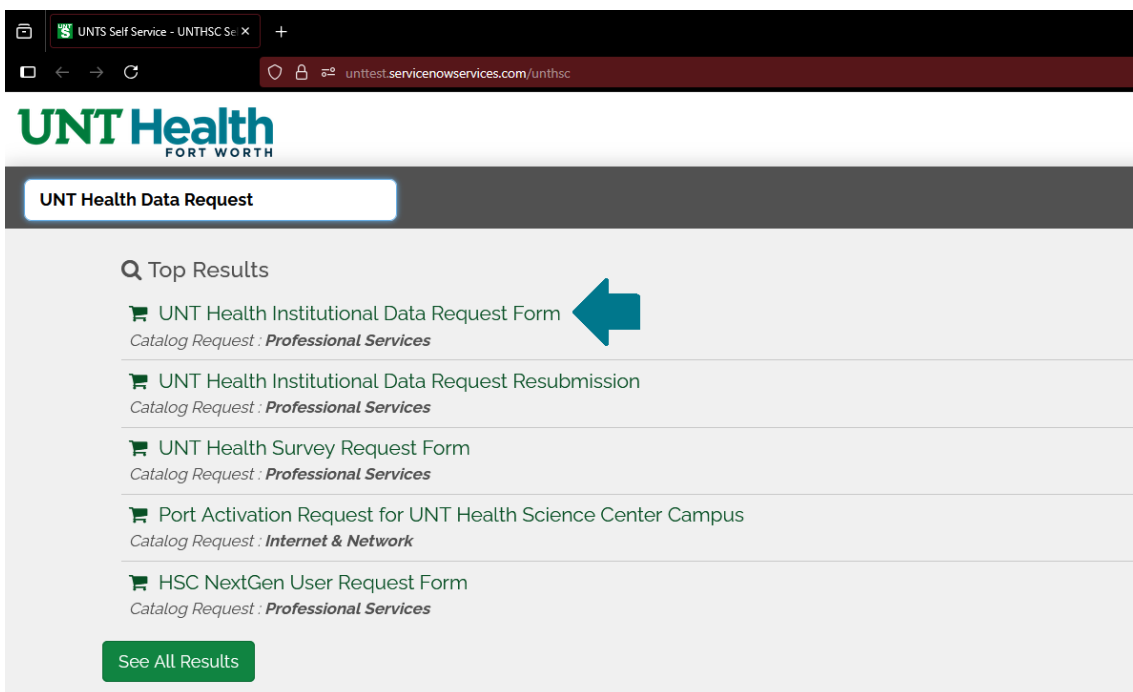 UNTS Self Service - UNTHSC Se
unttest.servicenowservices.com/unthsc
UNT Health
FORT WORTH
UNT Health Data Request
Top Results
UNT Health Institutional Data Request Form
Catalog Request : Professional Services
UNT Health Institutional Data Request Resubmission
Catalog Request : Professional Services
UNT Health Survey Request Form
Catalog Request : Professional Services
Port Activation Request for UNT Health Science Center Campus
Catalog Request : Internet & Network
HSC NextGen User Request Form
Catalog Request : Professional Services
See All Results